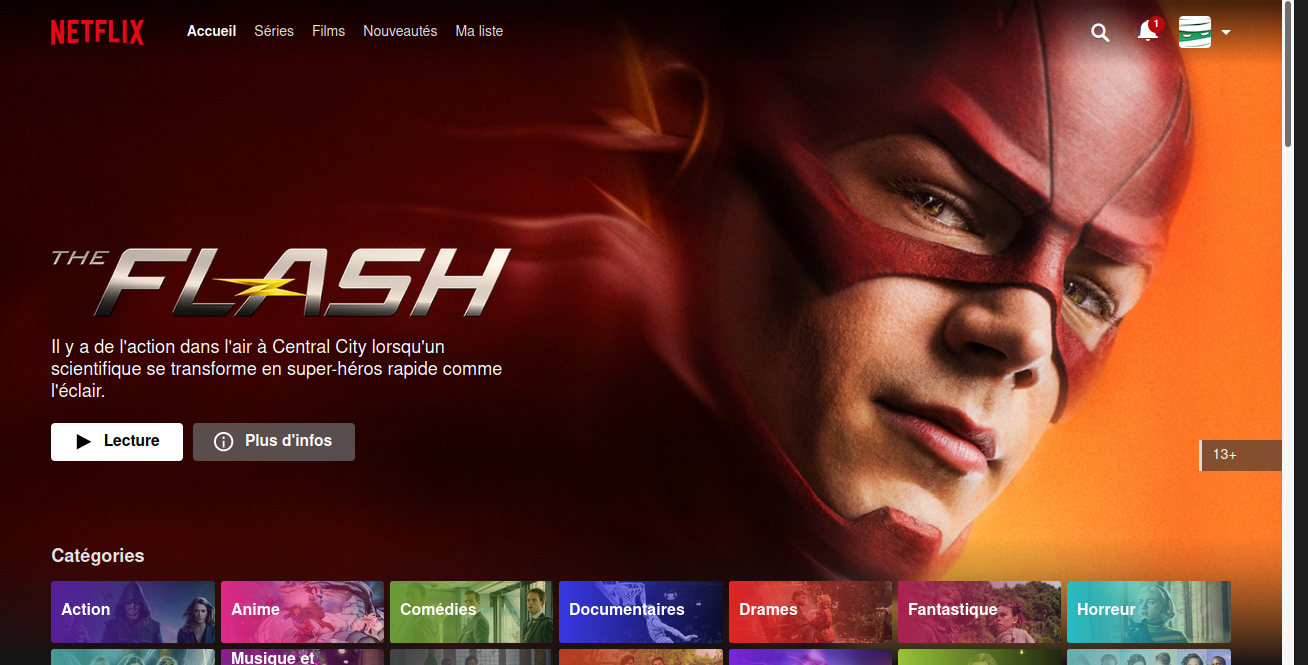 NETFLIX
Accueil Séries Films Nouveautés Ma liste
1
THE FLASH
Il y a de l'action dans l'air à Central City lorsqu'un
scientifique se transforme en super-héros rapide comme
l'éclair.
Lecture Plus d'infos
13+
Catégories
Action Anime Comédies Documentaires Drames Fantastique Horreur
Musique et